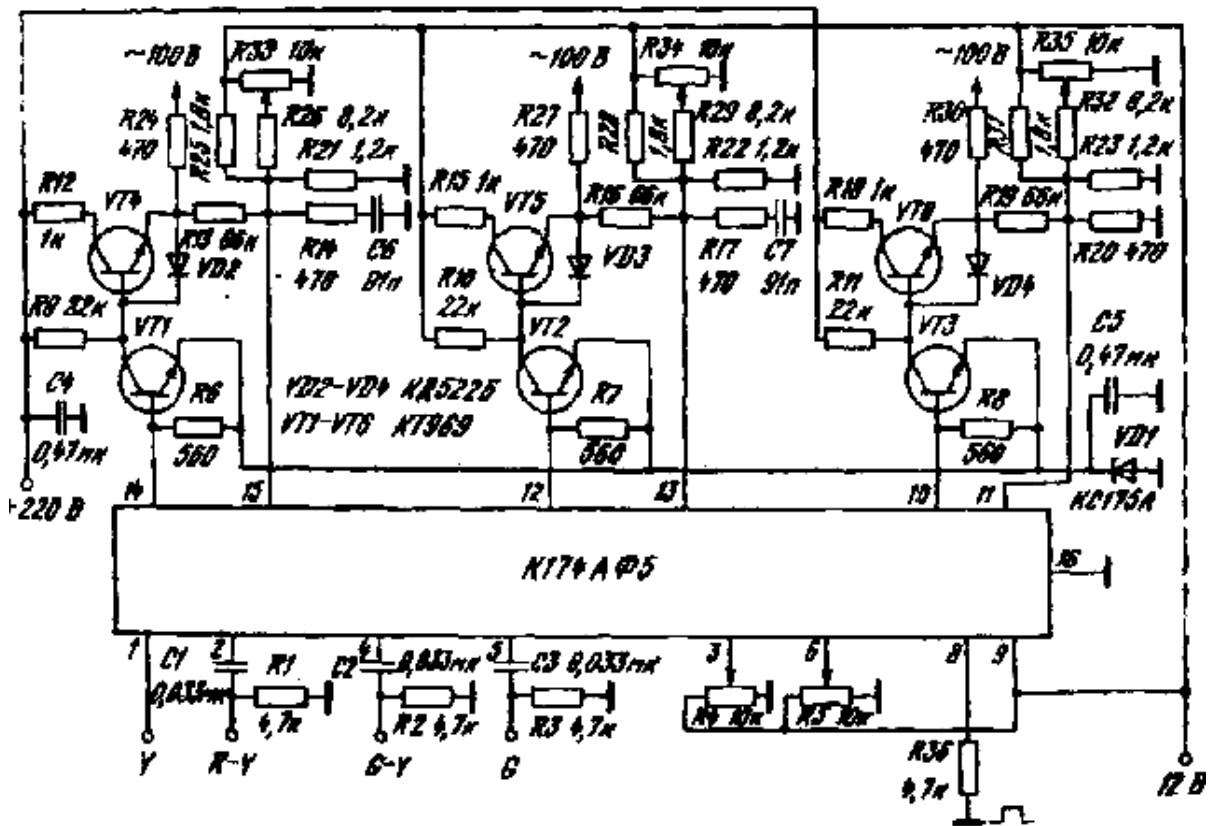 R33 10к
R34 10к
R35 10к
~100 В
~100 В
~100 В
R24
470
R25 1,8к
R26 8,2к
R21 1,2к
R27
470
R28
1,8к
R29 8,2к
R22 1,2к
R30
470
R31
1,8к
R32 8,2к
R23 1,2к
R12
1к
VT4
R13 68к
VD2
R14
470
C6
91п
R15 1к
VT5
R16 68к
VD3
R17
470
C7
91п
R18 1к
VT6
R19 68к
VD4
R20 470
R9 22к
VT1
R10
22к
VT2
R11
22к
VT3
C5
0,47мк
C4
0,47мк
R6
560
VD2-VD4 КД522Б
VT1-VT6 КТ969
R7
560
R8
560
VD1
КС175А
220 В
14
15
12
13
10
11
К174АФ5
16
1
2
4
5
3
6
8
9
C1
0,033мк
R1
4,7к
C2
0,033мк
R2 4,7к
C3 0,033мк
R3 4,7к
R4 10к
10к
R36
4,7к
12 В
Y
R-Y
G-Y
G